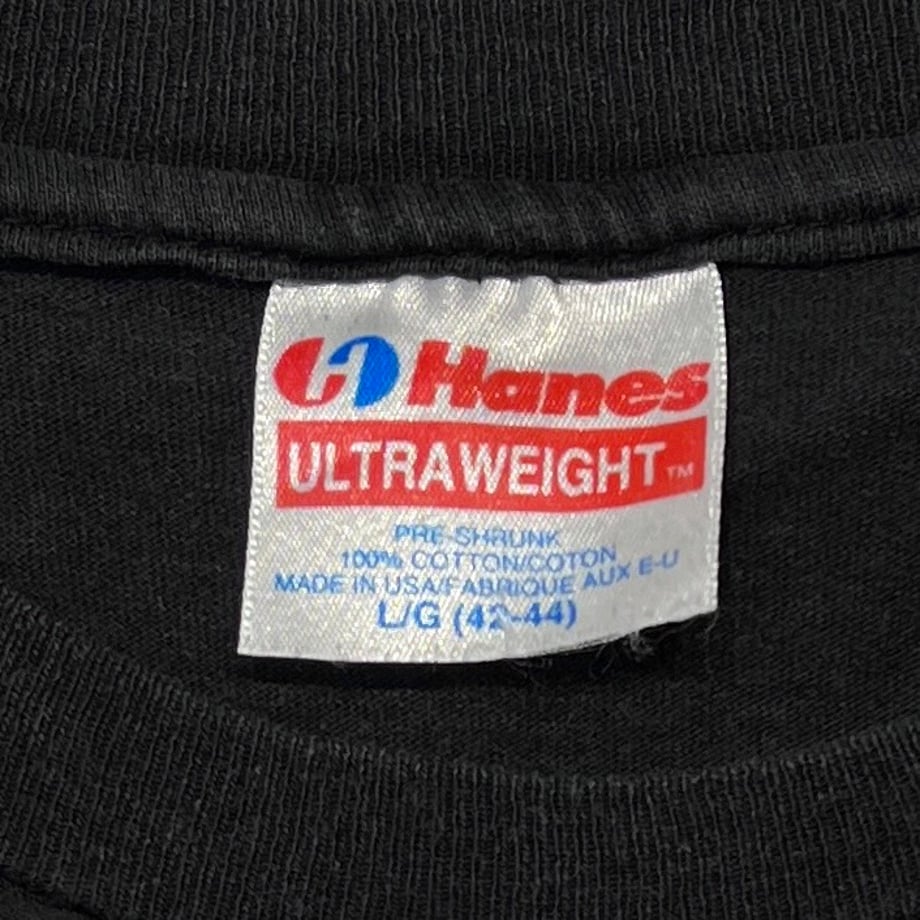 Hanes
ULTRAWEIGHT™
PRE-SHRUNK
100% COTTON/COTON
MADE IN USA/FABRIQUE AUX E-U
L/G (42-44)